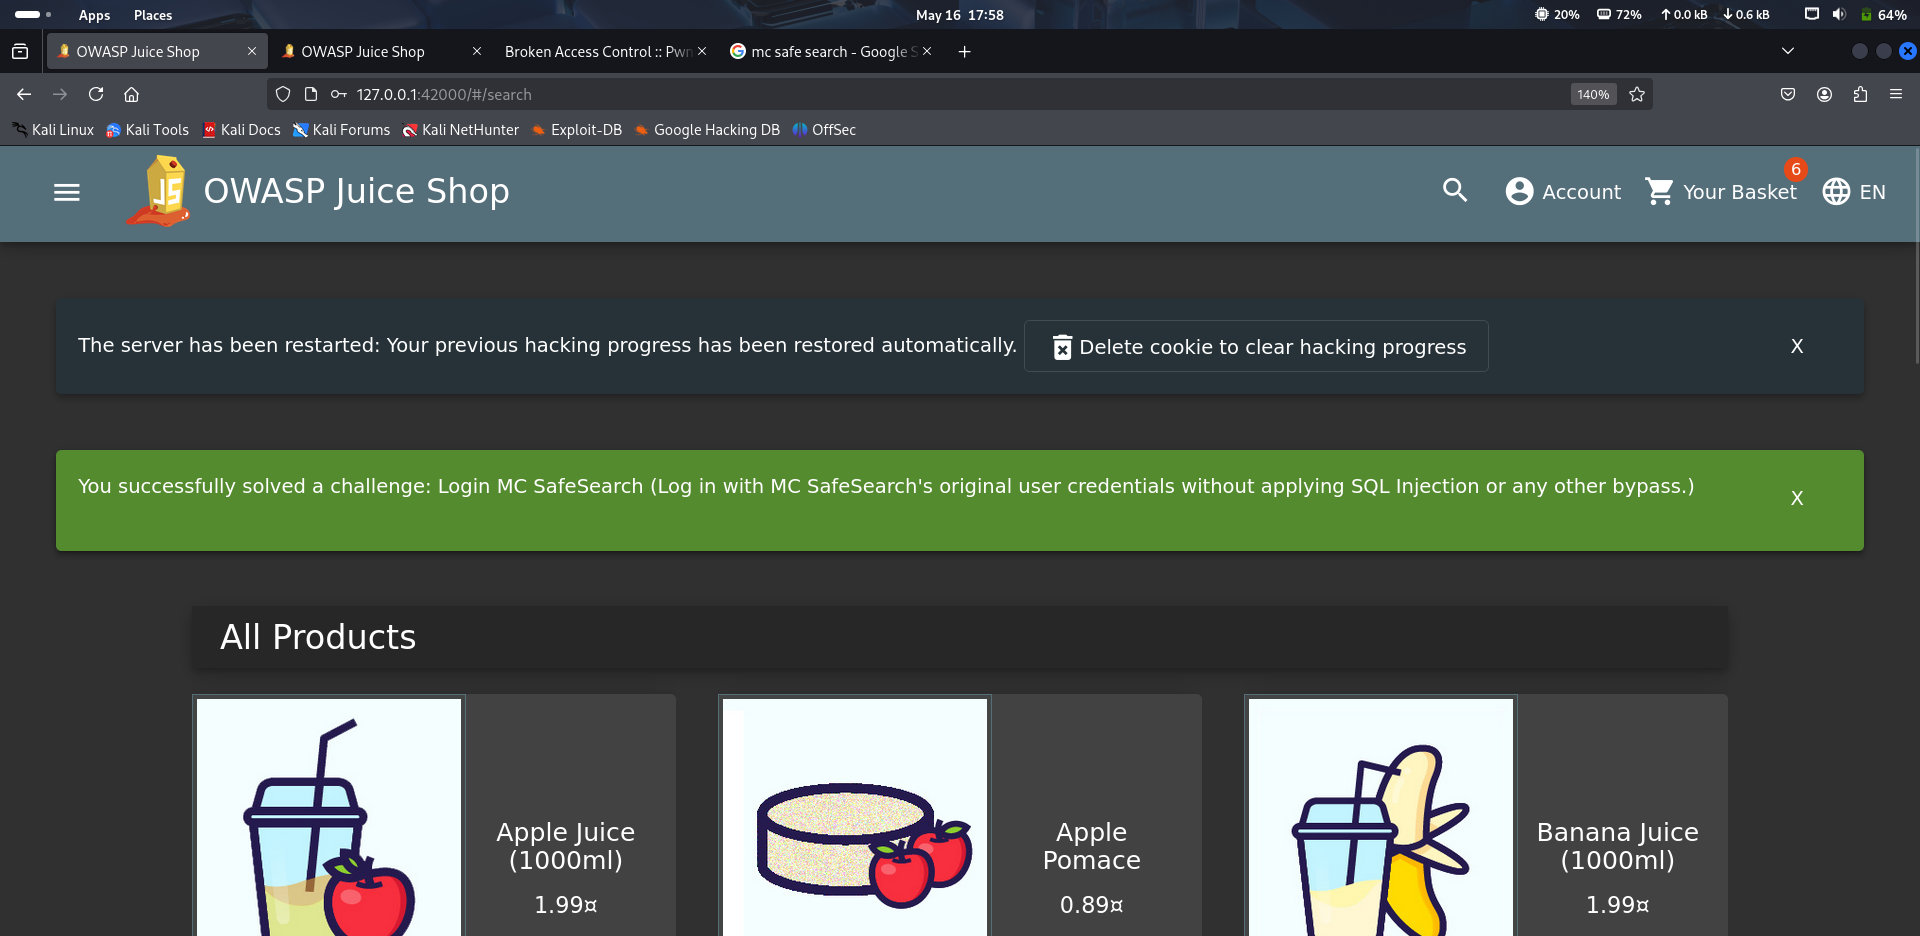 Apps Places May 16 17:58 20% 72% 0.0 kB 0.6 kB 64%
OWASP Juice Shop OWASP Juice Shop Broken Access Control :: Pwn mc safe search - Google S
127.0.0.1:42000/#/search 140%
Kali Linux Kali Tools Kali Docs Kali Forums Kali NetHunter Exploit-DB Google Hacking DB OffSec
JS OWASP Juice Shop Account Your Basket 6 EN
The server has been restarted: Your previous hacking progress has been restored automatically. Delete cookie to clear hacking progress X
You successfully solved a challenge: Login MC SafeSearch (Log in with MC SafeSearch's original user credentials without applying SQL Injection or any other bypass.) X
All Products
Apple Juice
(1000ml)
1.99¤
Apple
Pomace
0.89¤
Banana Juice
(1000ml)
1.99¤